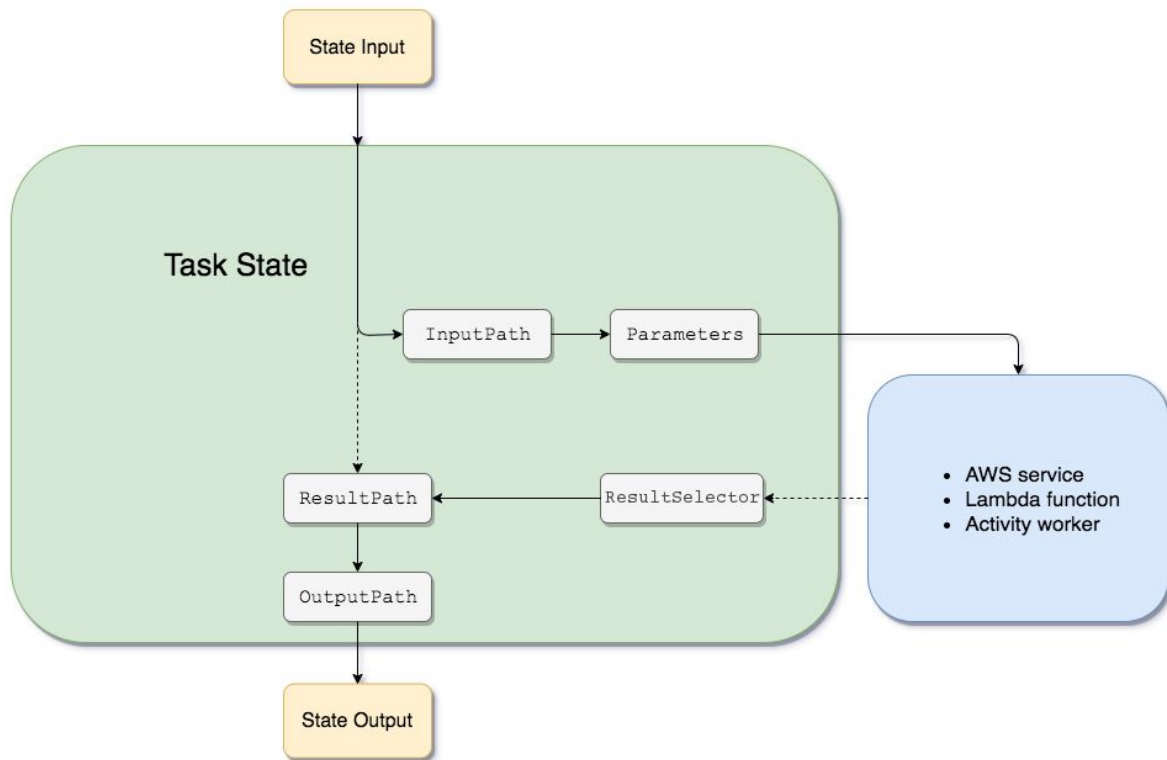 State Input
Task State
InputPath
Parameters
AWS service
Lambda function
Activity worker
ResultPath
ResultSelector
OutputPath
State Output